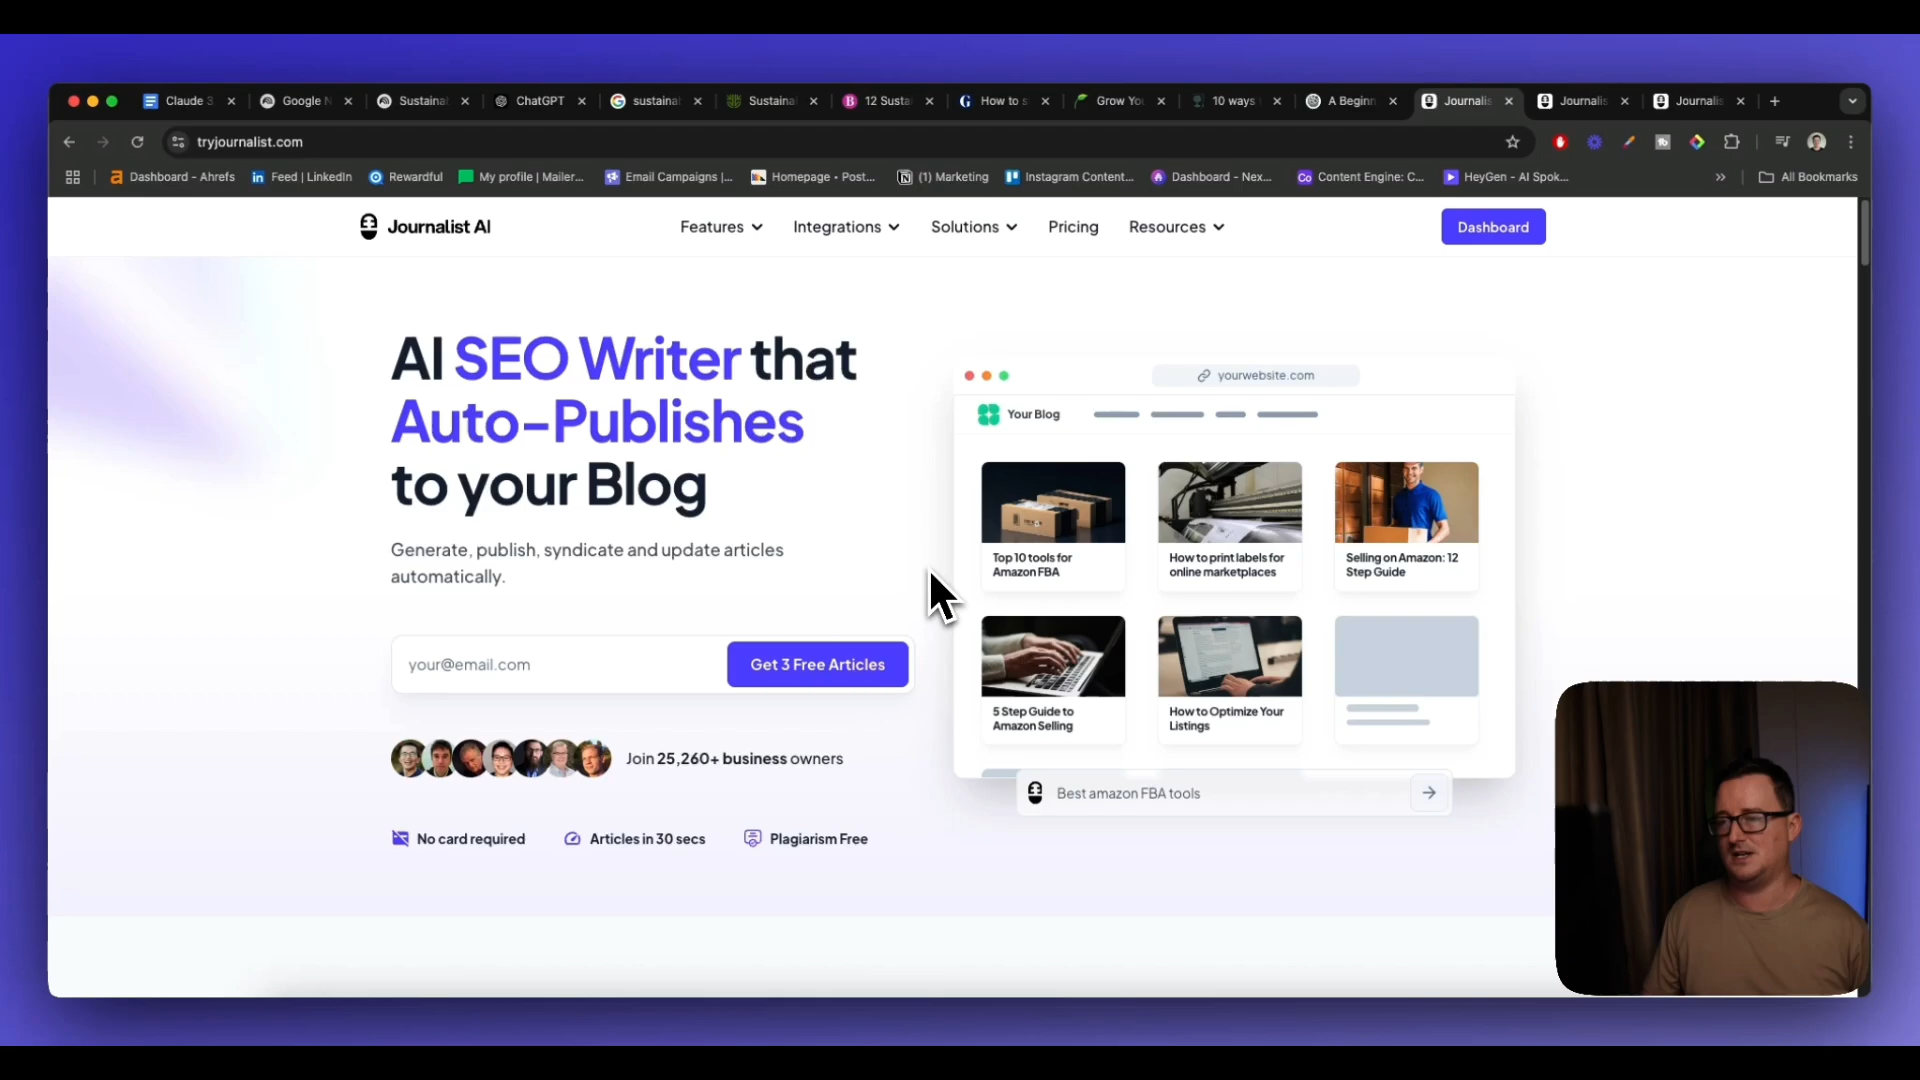 Claude 3
Google N
Sustaina
ChatGPT
sustaina
Sustaina
12 Susta
How to s
Grow You
10 ways
A Beginn
Journalis
Journalis
Journalis
tryjournalist.com
Dashboard - Ahrefs
Feed | LinkedIn
Rewardful
My profile | Mailer...
Email Campaigns |...
Homepage • Post...
(1) Marketing
Instagram Content...
Dashboard - Nex...
Content Engine: C...
HeyGen - AI Spok...
All Bookmarks
Journalist AI
Features
Integrations
Solutions
Pricing
Resources
Dashboard
AI SEO Writer that
Auto-Publishes
to your Blog
Generate, publish, syndicate and update articles
automatically.
your@email.com
Get 3 Free Articles
Join 25,260+ business owners
No card required
Articles in 30 secs
Plagiarism Free
yourwebsite.com
Your Blog
Top 10 tools for
Amazon FBA
How to print labels for
online marketplaces
Selling on Amazon: 12
Step Guide
5 Step Guide to
Amazon Selling
How to Optimize Your
Listings
Best amazon FBA tools